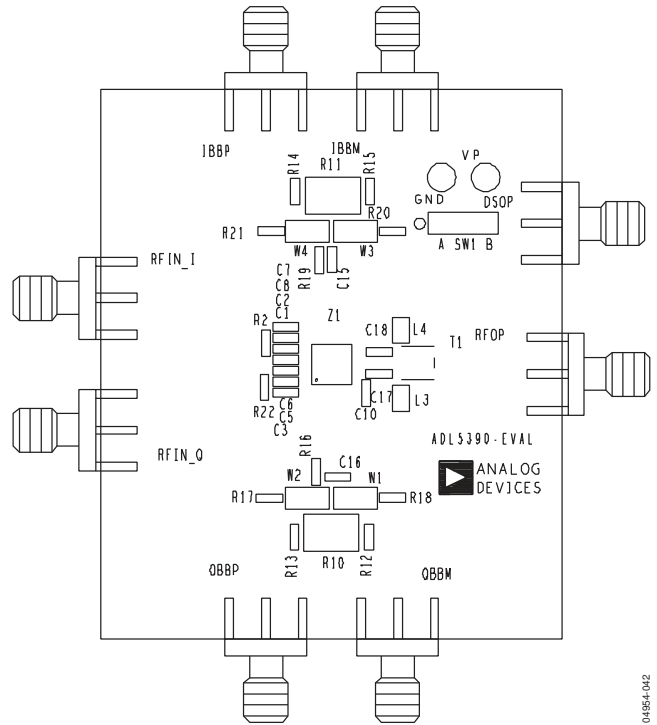 IBBP
IBBM
VP
R14
R11
R15
GND
DSOP
R21
R20
A SW1 B
W4
W3
RFIN_I
C7
C8
C2
C1
R19
C15
R2
Z1
C18
L4
T1
RFOP
R22
C6
C5
C3
C17
C10
L3
RFIN_Q
R16
C16
ADL5390-EVAL
ANALOG
DEVICES
W2
W1
R17
R18
R13
R10
R12
QBBP
QBBM
04954-042